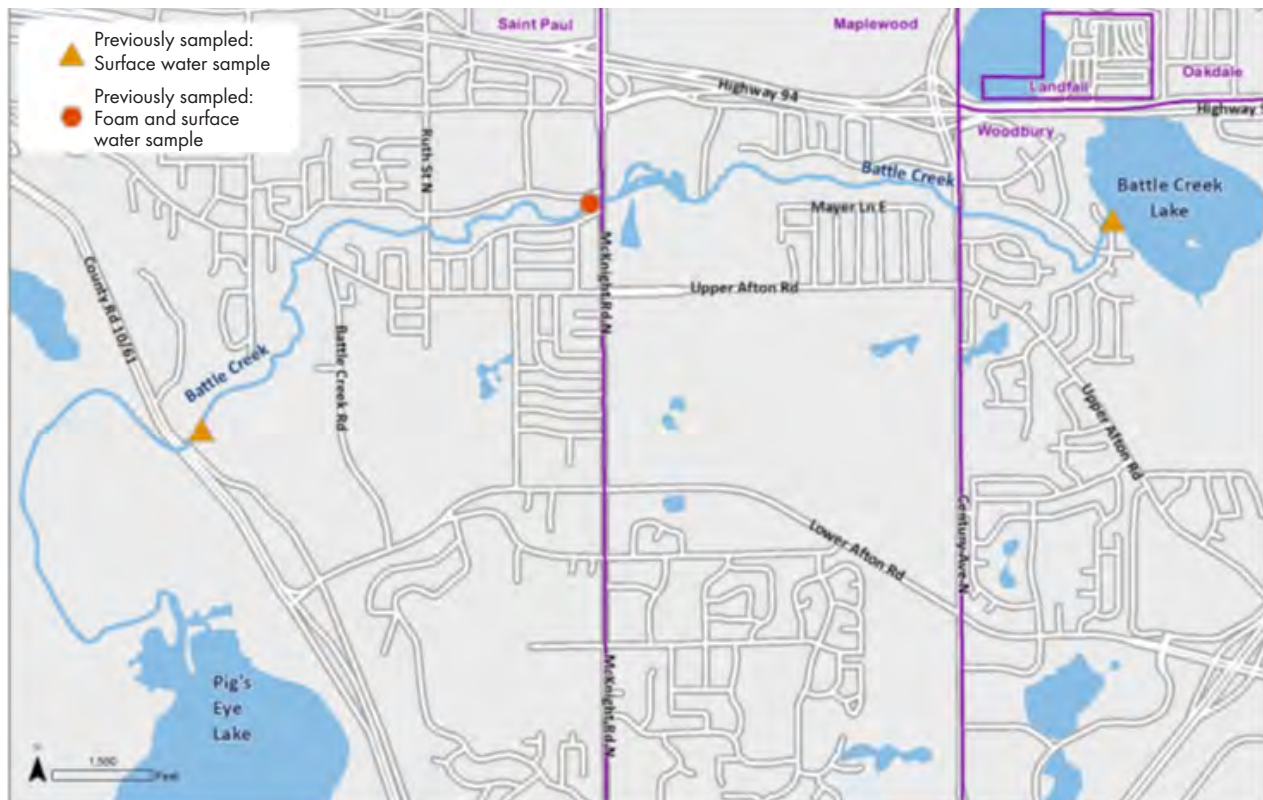 Previously sampled:
Surface water sample
Previously sampled:
Foam and surface
water sample
Saint Paul
Maplewood
Landfall
Oakdale
Highway 94
Highway 9
Woodbury
Ruth St N
Battle Creek
Battle Creek
Lake
Mayer Ln E
McKnight Rd N
Upper Afton Rd
County Rd 10/61
Battle Creek
Battle Creek Rd
Upper Afton Rd
Century Ave N
Lower Afton Rd
McKnight Rd N
Pig's
Eye
Lake
N
1,500
Feet